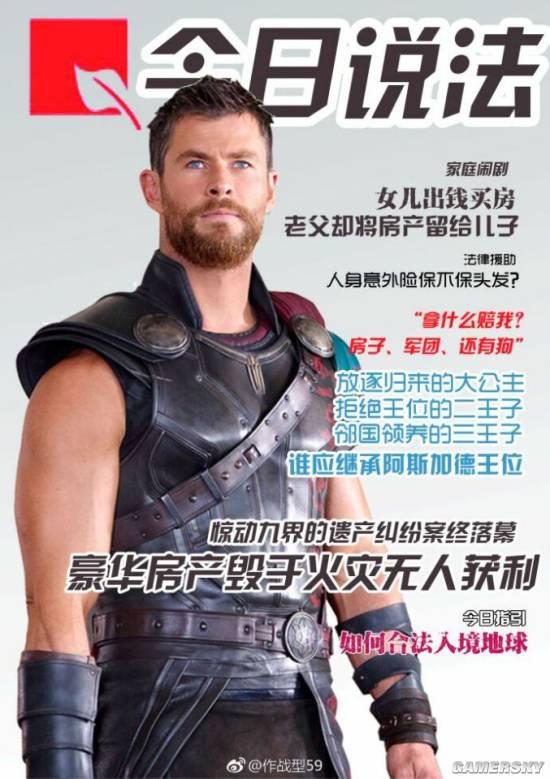 今日说法
家庭闹剧
女儿出钱买房
老父却将房产留给儿子
法律援助
人身意外险保不保头发?
“拿什么赔我?
房子、军团、还有狗”
放逐归来的大公主
拒绝王位的二王子
邻国领养的三王子
谁应继承阿斯加德王位
惊动九界的遗产纠纷案终落幕
豪华房产毁于火灾无人获利
今日指引
如何合法入境地球
@作战型59
GAMERSKY